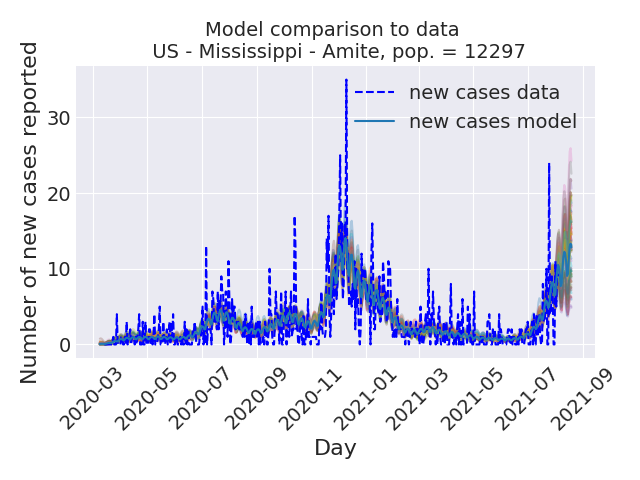 Model comparison to data
US - Mississippi - Amite, pop. = 12297
Number of new cases reported
new cases data
new cases model
30
20
10
0
2020-03
2020-05
2020-07
2020-09
2020-11
2021-01
2021-03
2021-05
2021-07
2021-09
Day